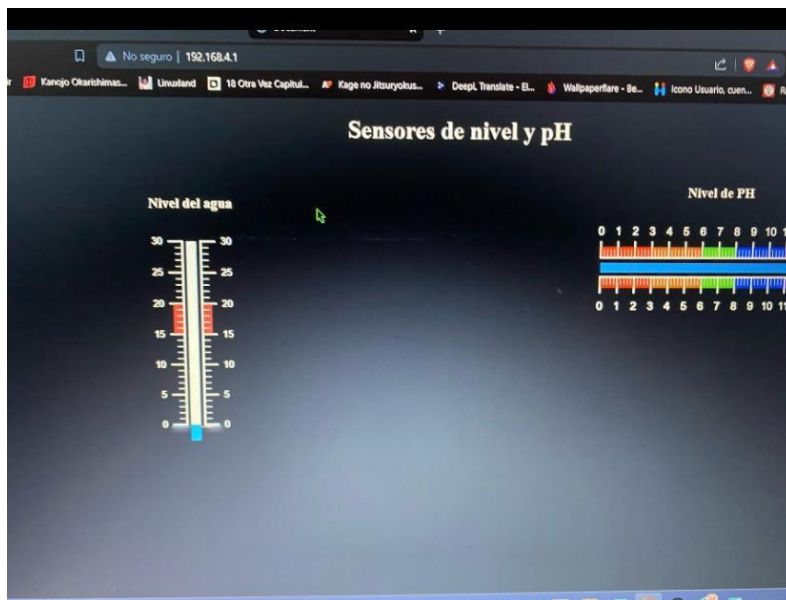 No seguro | 192.168.4.1
Kanojo Okarishimas... Linuxland 18 Otra Vez Capitul... Kage no Jitsuryokus... DeepL Translate - El... Wallpaperflare - Be... Icono Usuario, cuen...
Sensores de nivel y pH
Nivel del agua
Nivel de PH
0 1 2 3 4 5 6 7 8 9 10
0 1 2 3 4 5 6 7 8 9 10 11
30 30
25 25
20 20
15 15
10 10
5 5
0 0